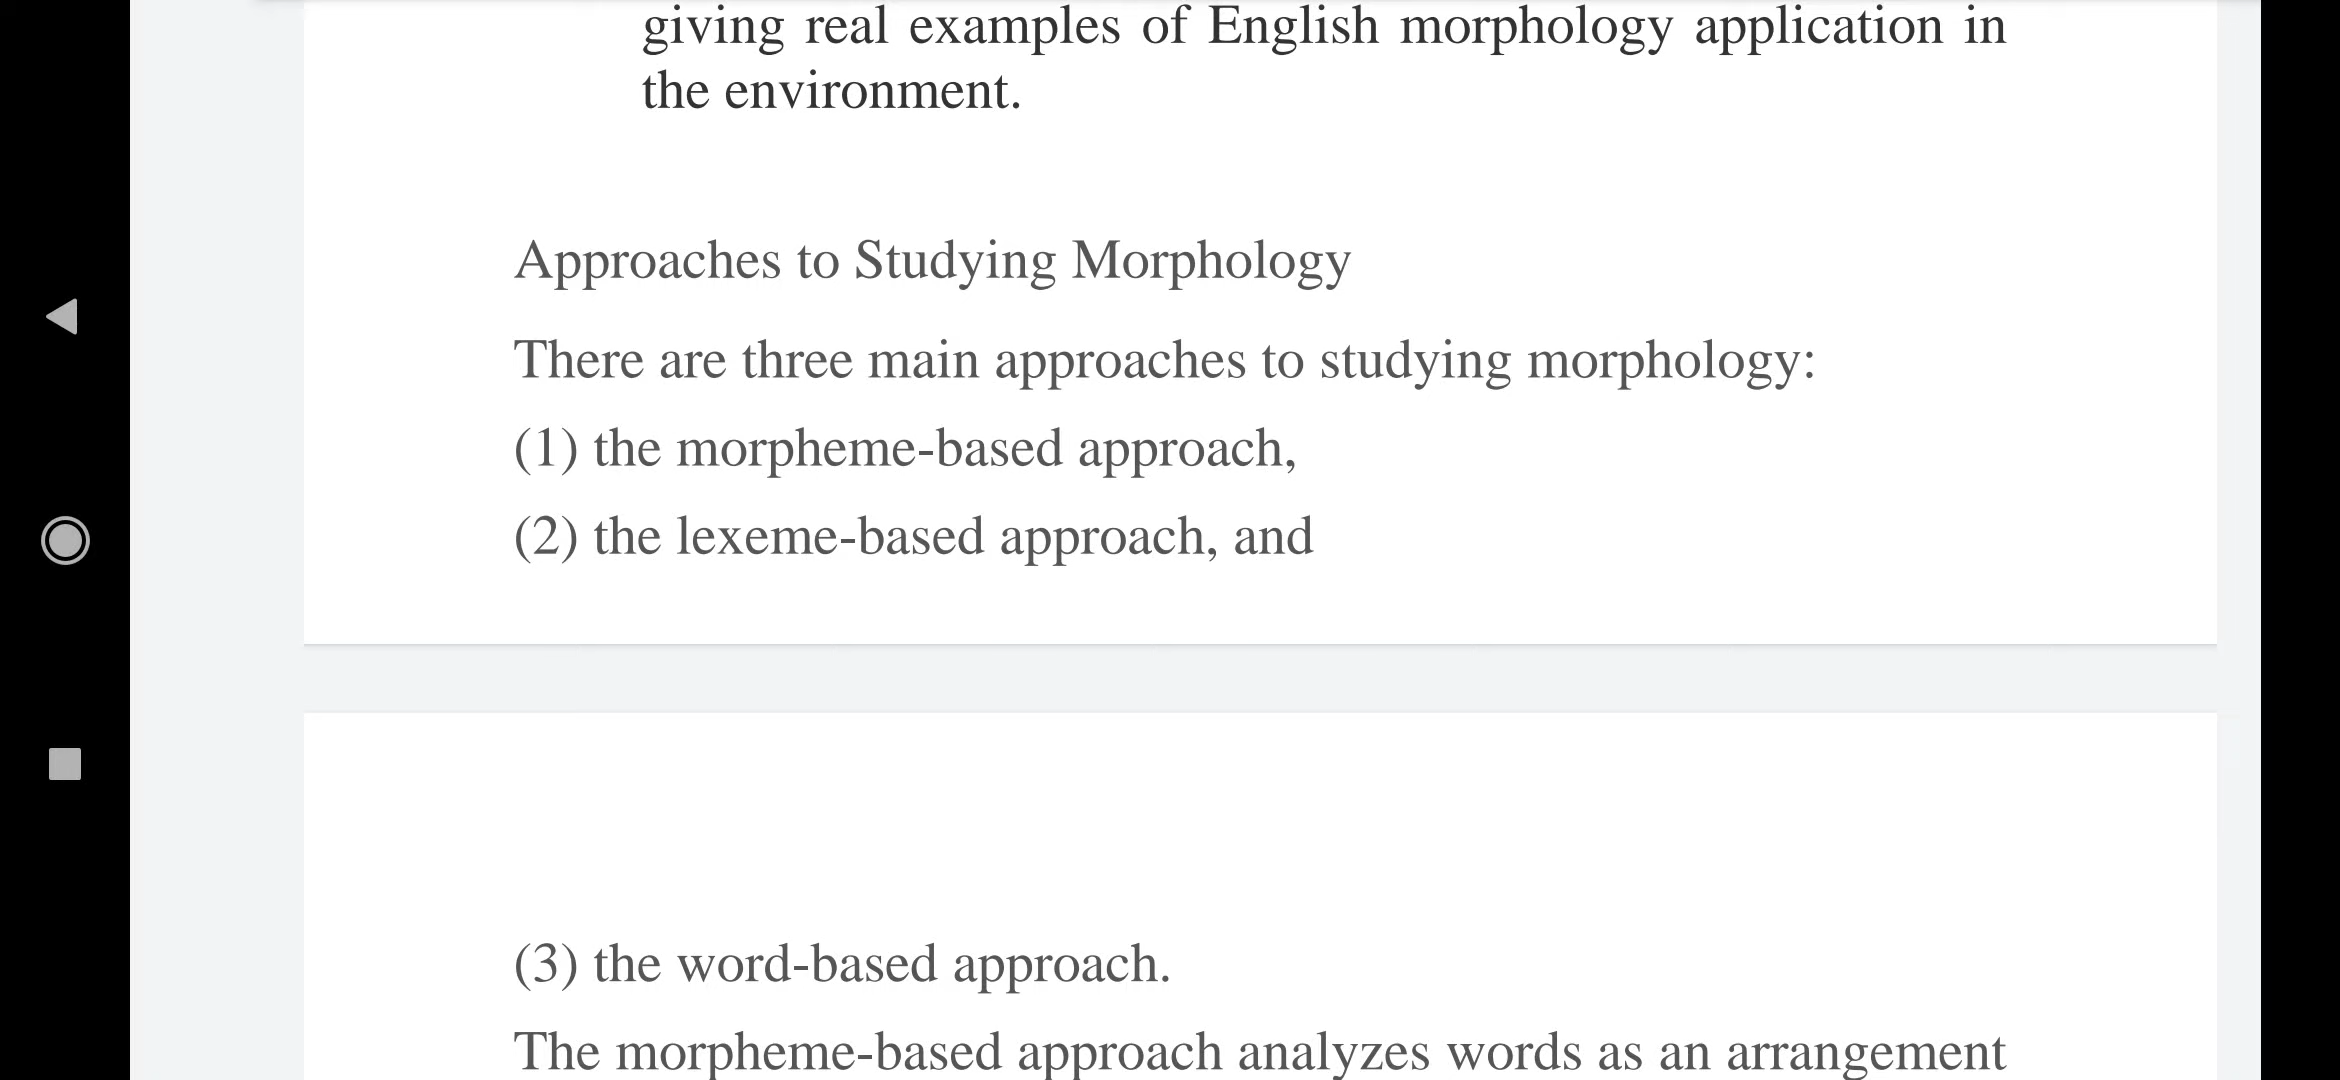 giving real examples of English morphology application in
the environment.
Approaches to Studying Morphology
There are three main approaches to studying morphology:
(1) the morpheme-based approach,
(2) the lexeme-based approach, and
(3) the word-based approach.
The morpheme-based approach analyzes words as an arrangement